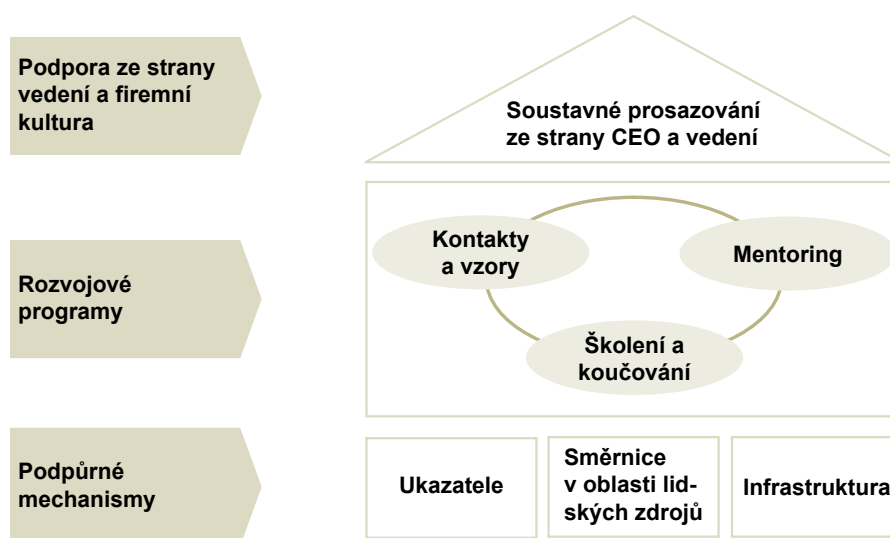 Podpora ze strany
vedení a firemní
kultura
Soustavné prosazování
ze strany CEO a vedení
Rozvojové
programy
Kontakty
a vzory
Mentoring
Školení a
koučování
Podpůrné
mechanismy
Ukazatele
Směrnice
v oblasti lid-
ských zdrojů
Infrastruktura